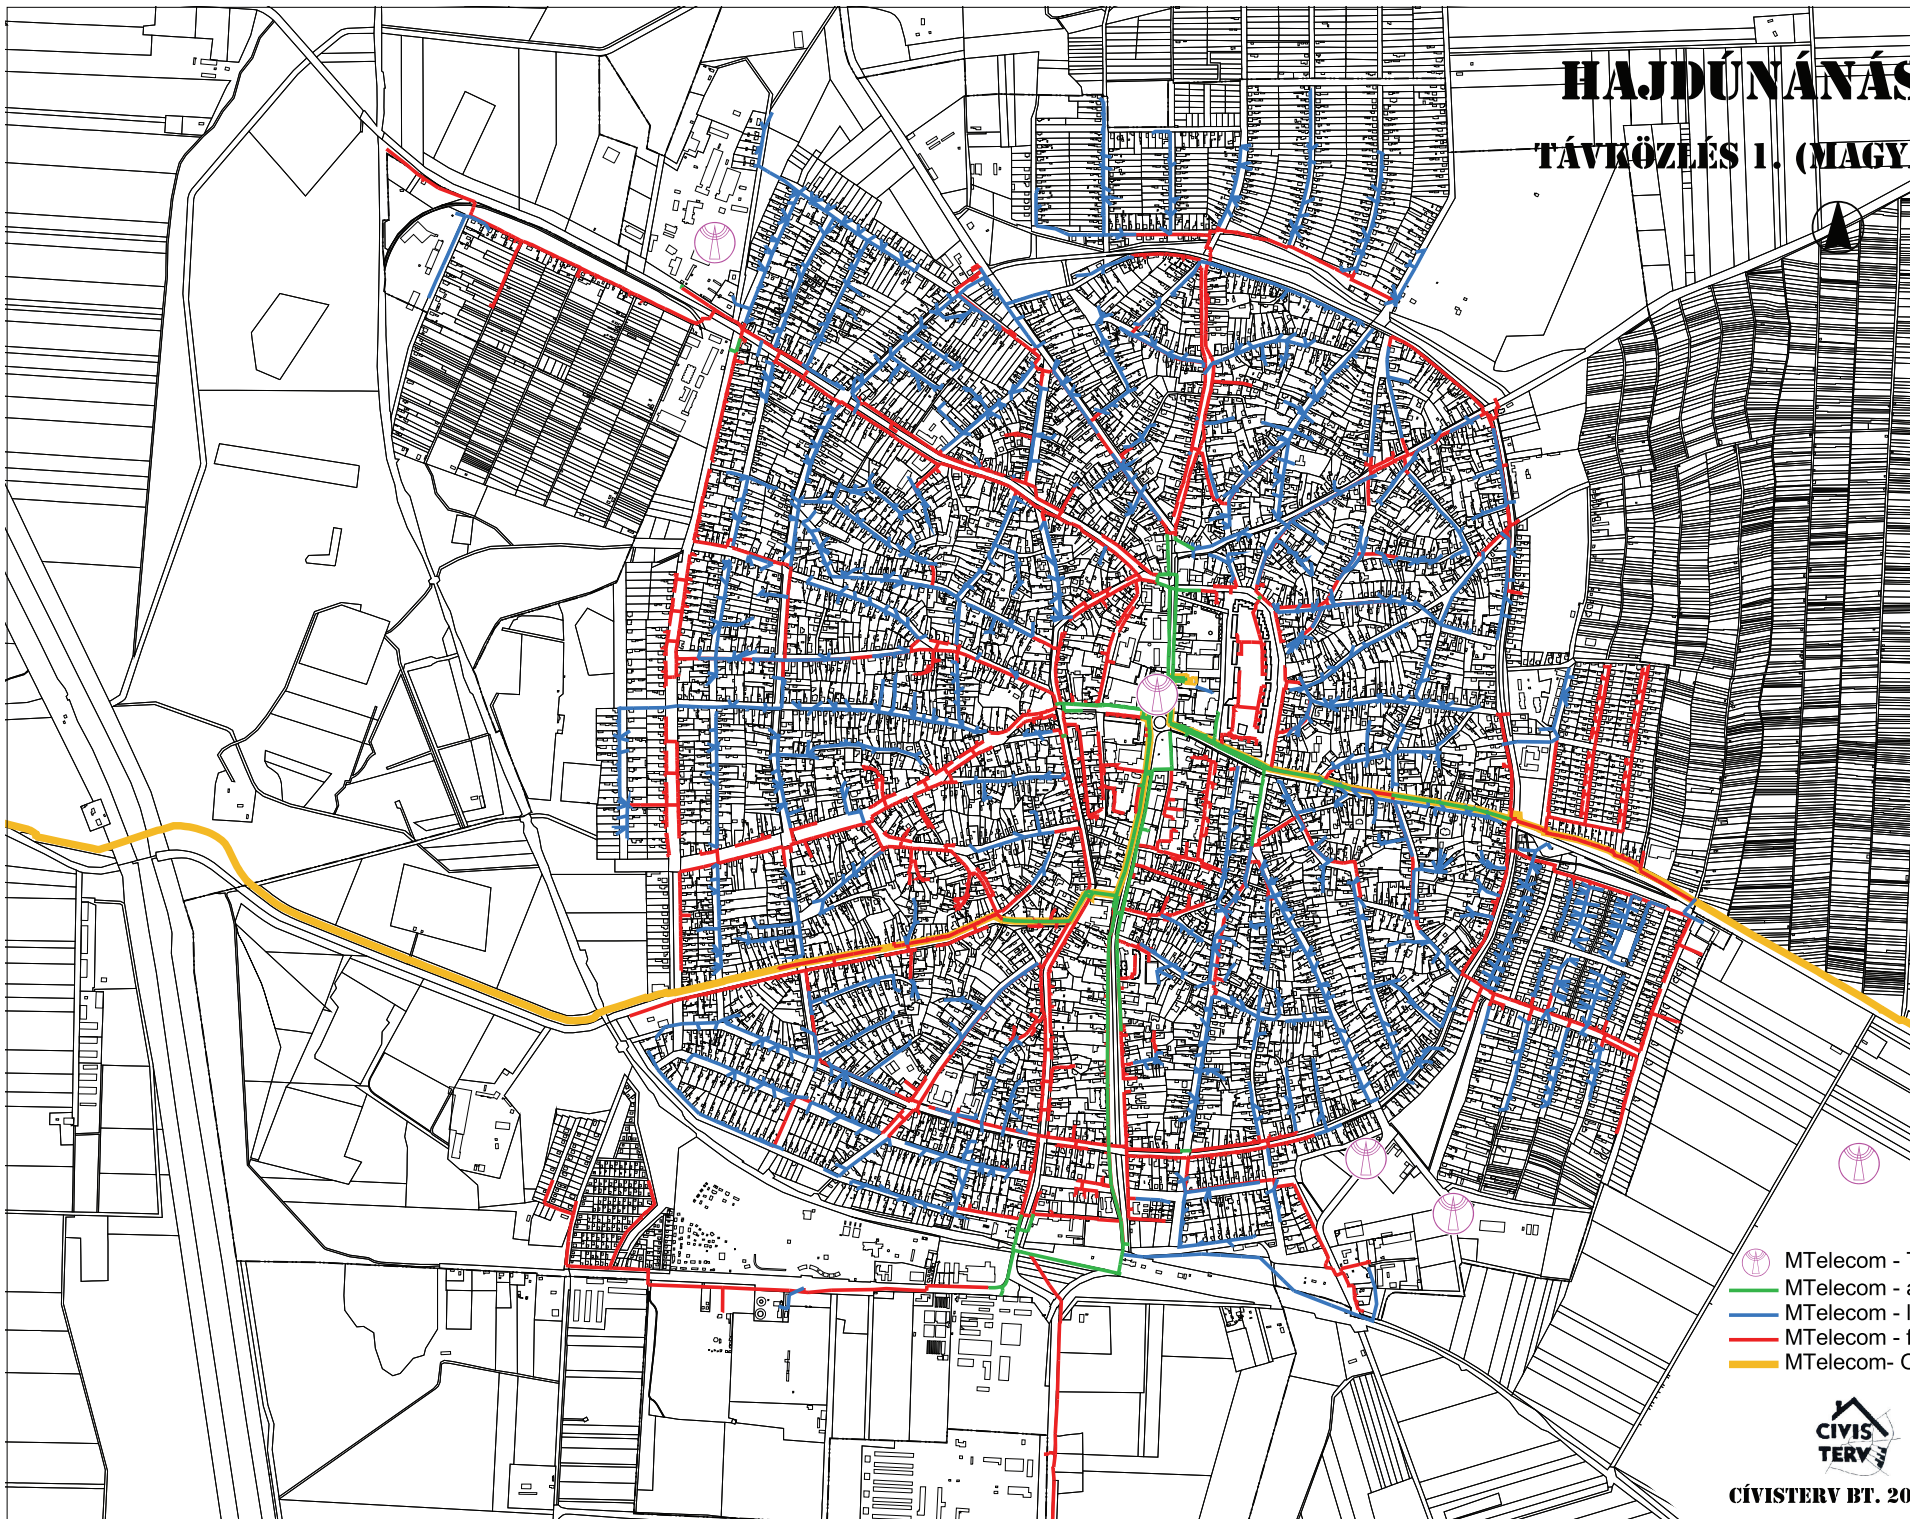 HAJDÚNÁNÁS
TÁVKÖZLÉS 1. (MAGY
MTelecom - T
MTelecom - a
MTelecom - l
MTelecom - f
MTelecom- O
CIVIS
TERV
CÍVISTERV BT. 20